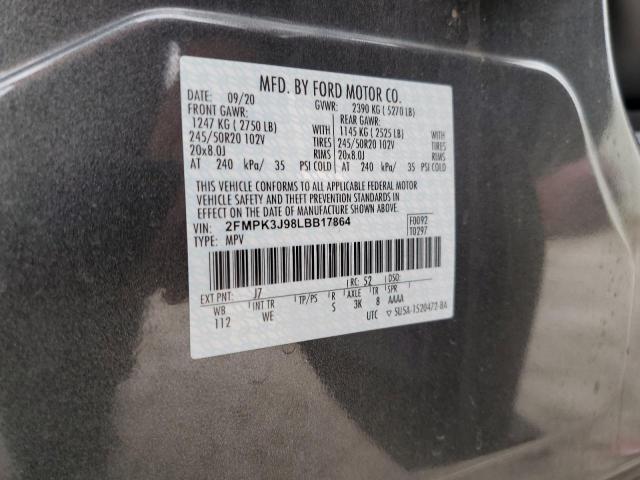 MFD. BY FORD MOTOR CO.
DATE: 09/20 GVWR: 2390 KG ( 5270 LB)
FRONT GAWR: REAR GAWR:
1247 KG ( 2750 LB) WITH 1145 KG ( 2525 LB)
245/50R20 102V TIRES 245/50R20 102V
20x8.0J RIMS 20x8.0J
AT 240 kPa/ 35 PSI COLD AT 240 kPa/ 35 PSI COLD
THIS VEHICLE CONFORMS TO ALL APPLICABLE FEDERAL MOTOR
VEHICLE SAFETY AND THEFT PREVENTION STANDARDS IN
EFFECT ON THE DATE OF MANUFACTURE SHOWN ABOVE.
VIN: 2FMPK3J98LBB17864 F0092
TYPE: MPV T0297
EXT PNT: J7 RC: 52 DSO:
WB INT TR TP/PS R AXLE TR SPR
112 WE S 3K 8 AAAA
UTC ▽ 5U5A-1520472-BA